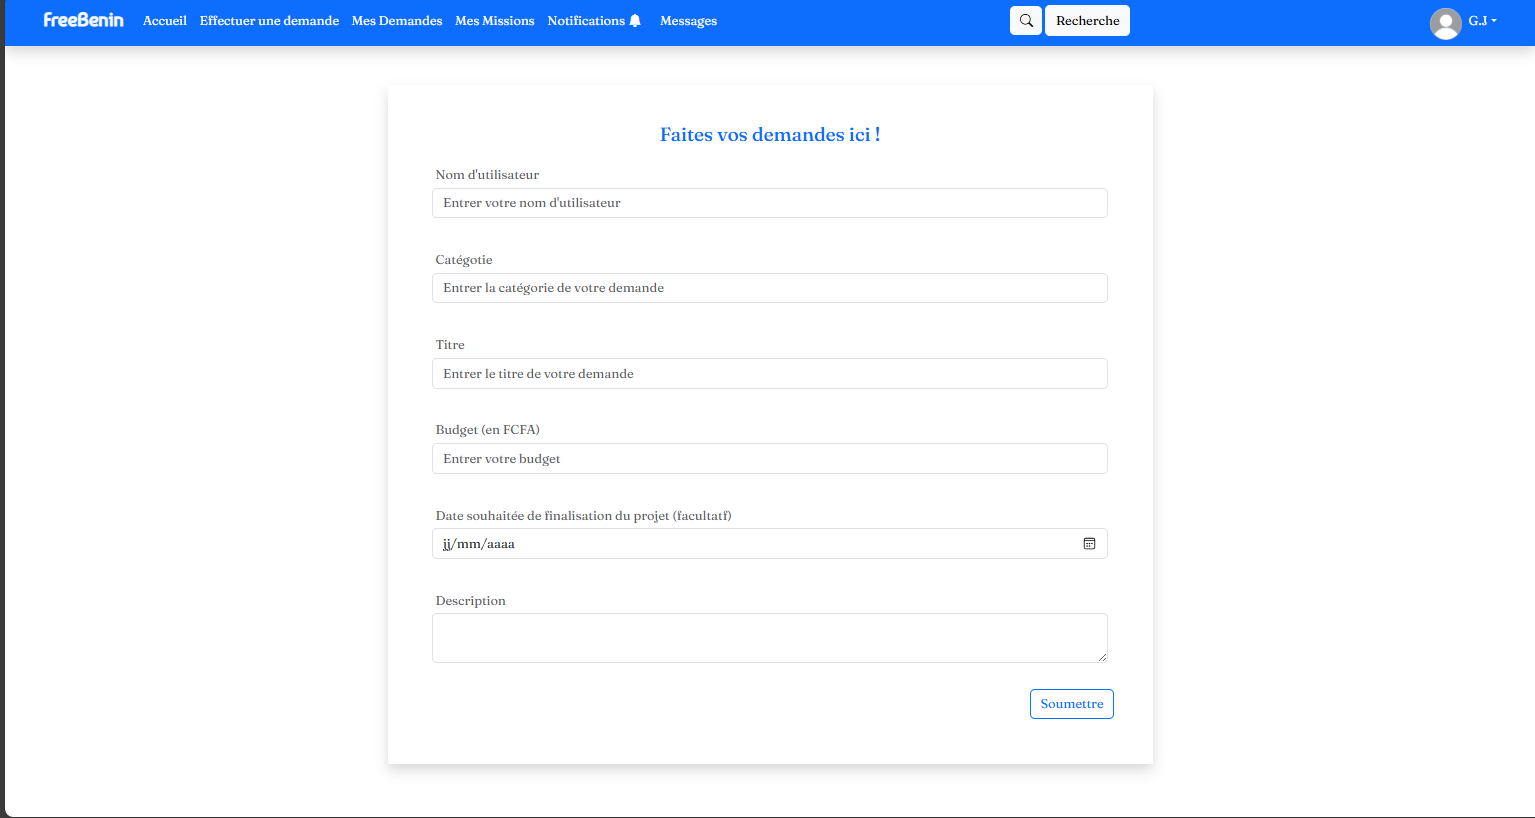 FreeBenin Accueil Effectuer une demande Mes Demandes Mes Missions Notifications Messages Recherche G.J
Faites vos demandes ici !
Nom d'utilisateur
Entrer votre nom d'utilisateur
Catégotie
Entrer la catégorie de votre demande
Titre
Entrer le titre de votre demande
Budget (en FCFA)
Entrer votre budget
Date souhaitée de finalisation du projet (facultatf)
jj/mm/aaaa
Description
Soumettre